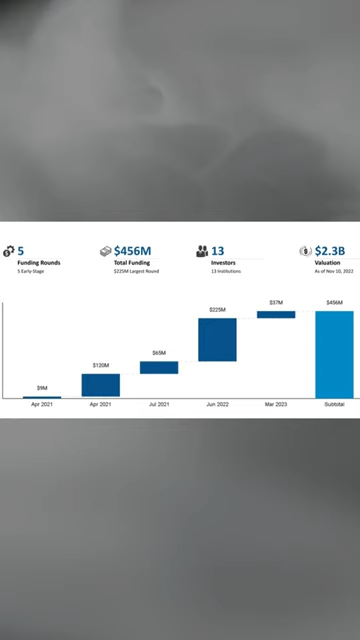 5
Funding Rounds
5 Early-Stage
$456M
Total Funding
$225M Largest Round
13
Investors
13 Institutions
$2.3B
Valuation
As of Nov 10, 2022
$9M
$120M
$65M
$225M
$37M
$456M
Apr 2021
Apr 2021
Jul 2021
Jun 2022
Mar 2023
Subtotal